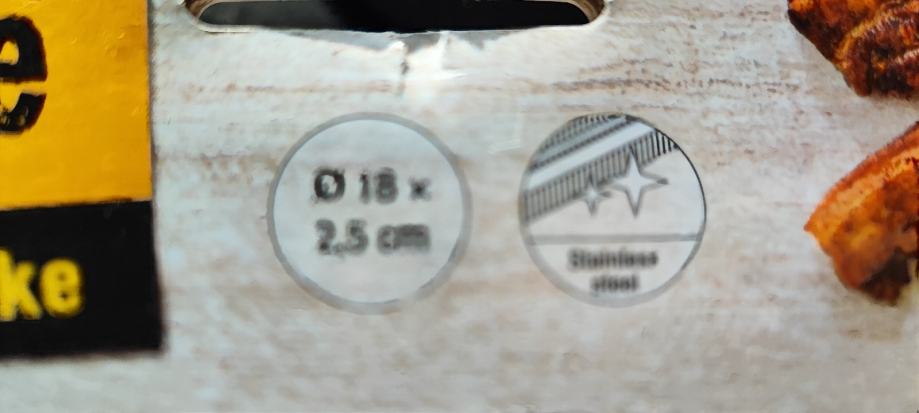 e
ke
Ø 18 x
2,5 cm
Stainless
steel